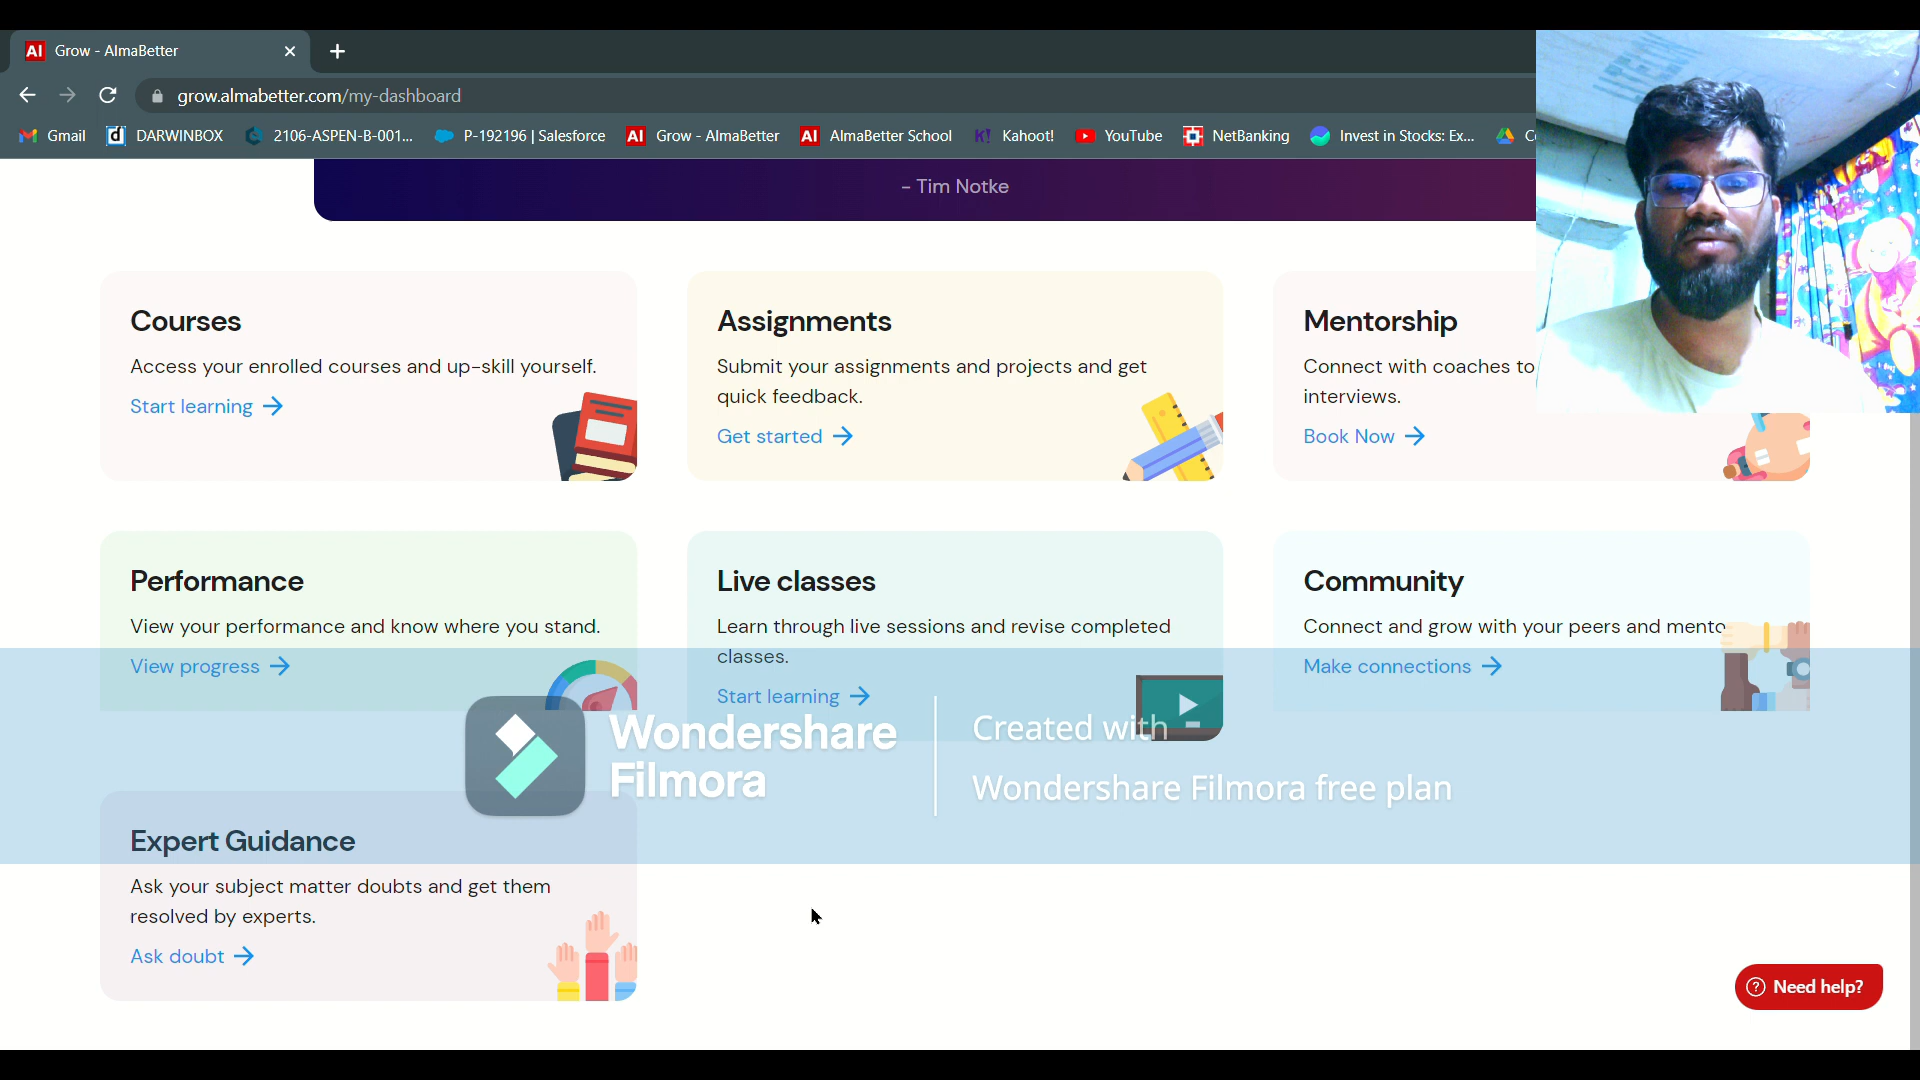 AI Grow - AlmaBetter
grow.almabetter.com/my-dashboard
Gmail
d DARWINBOX
2106-ASPEN-B-001...
P-192196 | Salesforce
AI Grow - AlmaBetter
AI AlmaBetter School
K! Kahoot!
YouTube
NetBanking
Invest in Stocks: Ex...
- Tim Notke
Courses
Access your enrolled courses and up-skill yourself.
Start learning
Assignments
Submit your assignments and projects and get
quick feedback.
Get started
Mentorship
Connect with coaches to
interviews.
Book Now
Performance
View your performance and know where you stand.
View progress
Live classes
Learn through live sessions and revise completed
classes.
Start learning
Community
Connect and grow with your peers and mento
Make connections
Wondershare
Filmora
Created with
Wondershare Filmora free plan
Expert Guidance
Ask your subject matter doubts and get them
resolved by experts.
Ask doubt
? Need help?